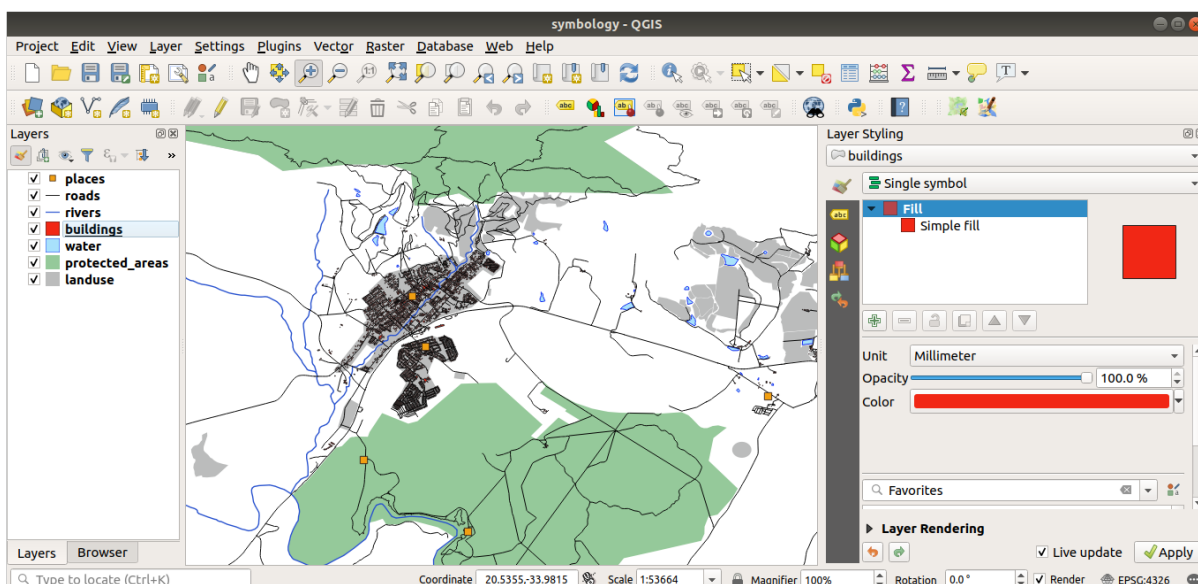 symbology - QGIS
Project Edit View Layer Settings Plugins Vector Raster Database Web Help
Layers
places
roads
rivers
buildings
water
protected_areas
landuse
Layers Browser
Layer Styling
buildings
Single symbol
Fill
Simple fill
Unit Millimeter
Opacity 100.0 %
Color
Favorites
Layer Rendering
Live update Apply
Type to locate (Ctrl+K) Coordinate 20.5355,-33.9815 Scale 1:53664 Magnifier 100% Rotation 0.0° Render EPSG:4326